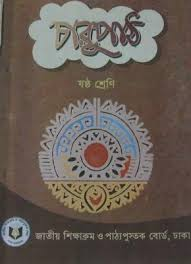 চারুপাঠ
ষষ্ঠ শ্রেণি
জাতীয় শিক্ষাক্রম ও পাঠ্যপুস্তক বোর্ড, ঢাকা